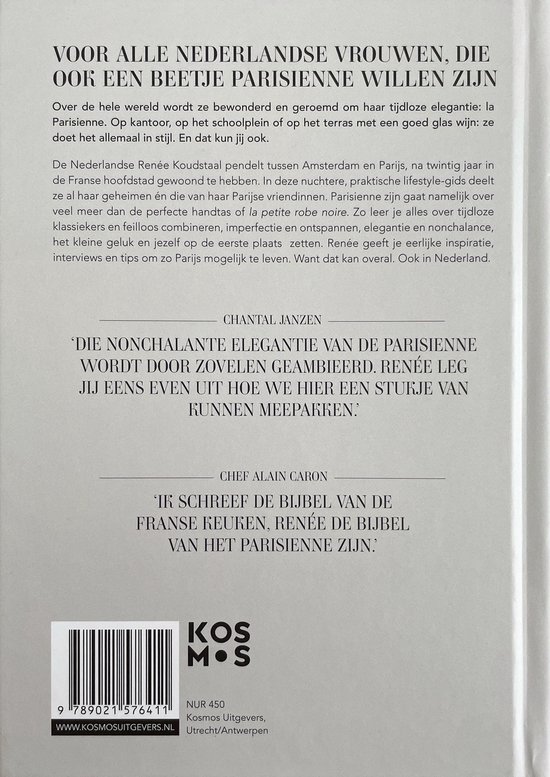 VOOR ALLE NEDERLANDSE VROUWEN, DIE
OOK EEN BEETJE PARISIENNE WILLEN ZIJN
Over de hele wereld wordt ze bewonderd en geroemd om haar tijdloze elegantie: la
Parisienne. Op kantoor, op het schoolplein of op het terras met een goed glas wijn: ze
doet het allemaal in stijl. En dat kun jij ook.
De Nederlandse Renée Koudstaal pendelt tussen Amsterdam en Parijs, na twintig jaar in
de Franse hoofdstad gewoond te hebben. In deze nuchtere, praktische lifestyle-gids deelt
ze al haar geheimen én die van haar Parijse vriendinnen. Parisienne zijn gaat namelijk over
veel meer dan de perfecte handtas of la petite robe noire. Zo leer je alles over tijdloze
klassiekers en feilloos combineren, imperfectie en ontspannen, elegantie en nonchalance,
het kleine geluk en jezelf op de eerste plaats zetten. Renée geeft je eerlijke inspiratie,
interviews en tips om zo Parijs mogelijk te leven. Want dat kan overal. Ook in Nederland.
CHANTAL JANZEN
'DIE NONCHALANTE ELEGANTIE VAN DE PARISIENNE
WORDT DOOR ZOVELEN GEAMBIEERD. RENÉE LEG
JIJ EENS EVEN UIT HOE WE HIER EEN STUKJE VAN
KUNNEN MEEPAKKEN.'
CHEF ALAIN CARON
'IK SCHREEF DE BIJBEL VAN DE
FRANSE KEUKEN, RENÉE DE BIJBEL
VAN HET PARISIENNE ZIJN.'
KOS
M•S
9 789021 576411
WWW.KOSMOSUITGEVERS.NL
NUR 450
Kosmos Uitgevers,
Utrecht/Antwerpen